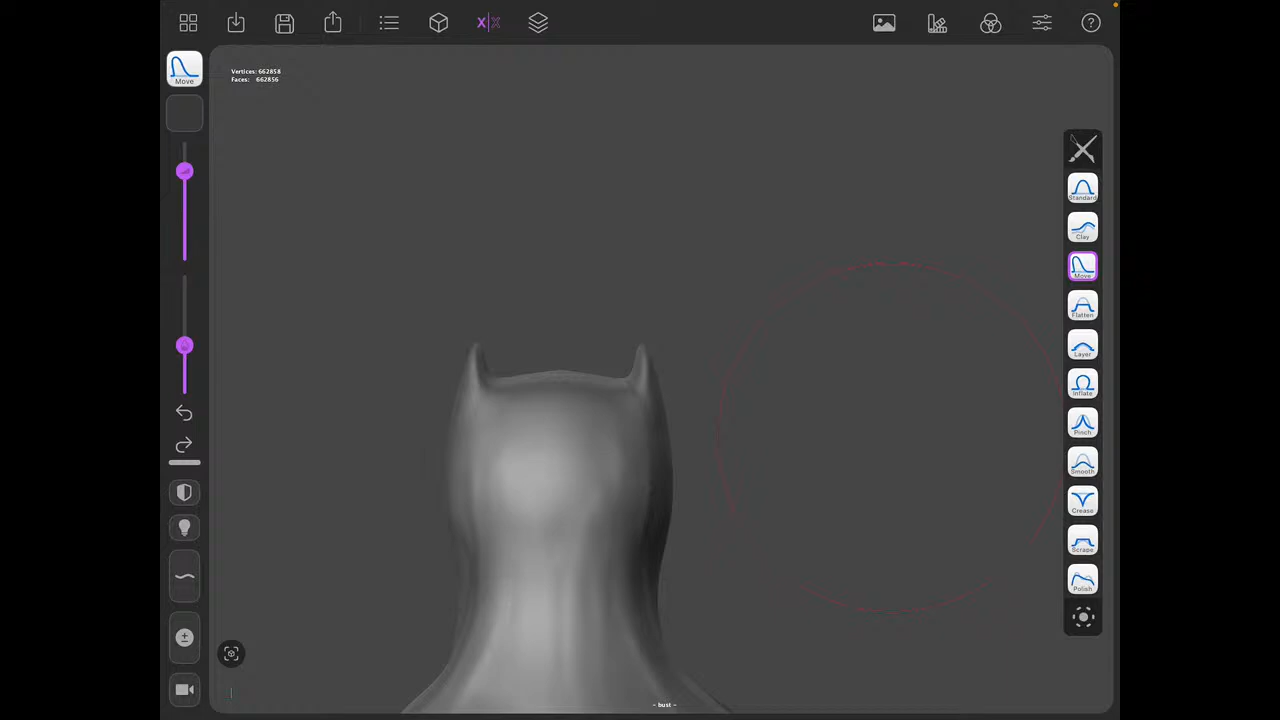 Move
Vertices: 662858
Faces: 662856
Standard
Clay
Move
Flatten
Layer
Inflate
Pinch
Smooth
Crease
Scrape
Polish
~ bust ~